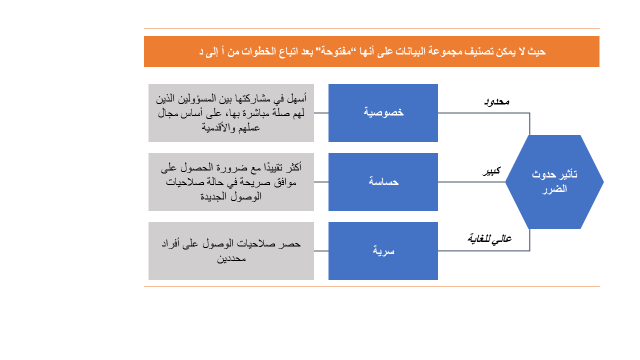 حيث لا يمكن تصنيف مجموعة البيانات على أنها "مفتوحة" بعد اتباع الخطوات من أ إلى د
تأثير حدوث
الضرر
محدود
خصوصية
أسهل في مشاركتها بين المسؤولين الذين
لهم صلة مباشرة بها، على أساس مجال
عملهم والأقدمية
كبير
حساسة
أكثر تقييدًا مع ضرورة الحصول على
موافق صريحة في حالة صلاحيات
الوصول الجديدة
عالي للغاية
سرية
حصر صلاحيات الوصول على أفراد
محددين